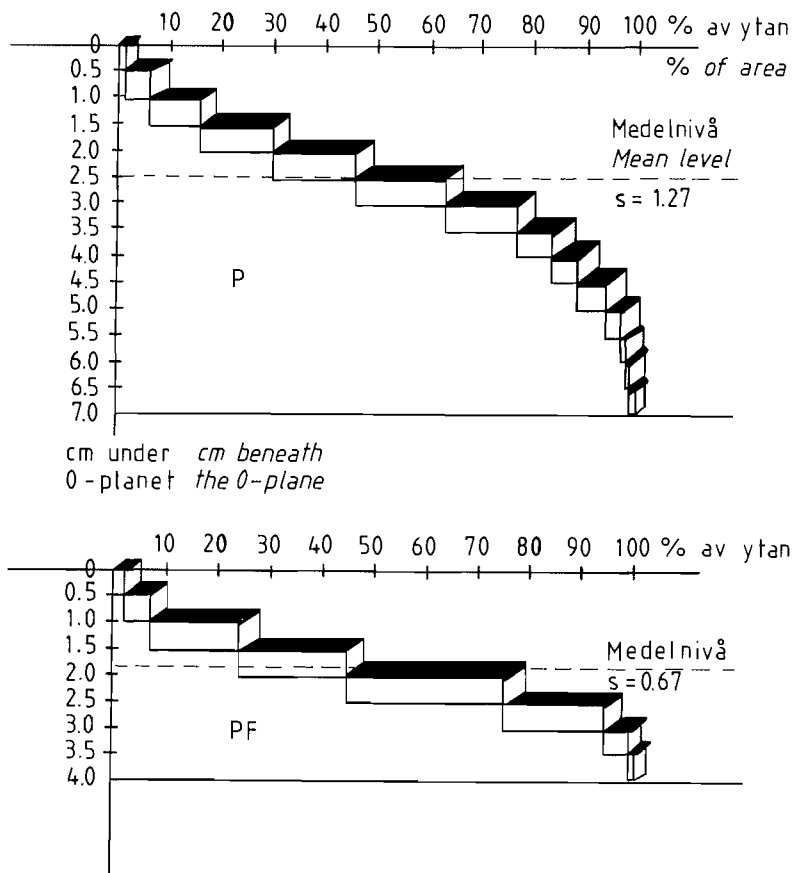 0 10 20 30 40 50 60 70 80 90 100 % av ytan
% of area
0.5
1.0
1.5
2.0
2.5
3.0
3.5
4.0
4.5
5.0
5.5
6.0
6.5
7.0
Medelnivå
Mean level
s = 1.27
P
cm under cm beneath
0-planet the 0-plane
10 20 30 40 50 60 70 80 90 100 % av ytan
0
0.5
1.0
1.5
2.0
2.5
3.0
3.5
4.0
Medelnivå
s=0.67
PF